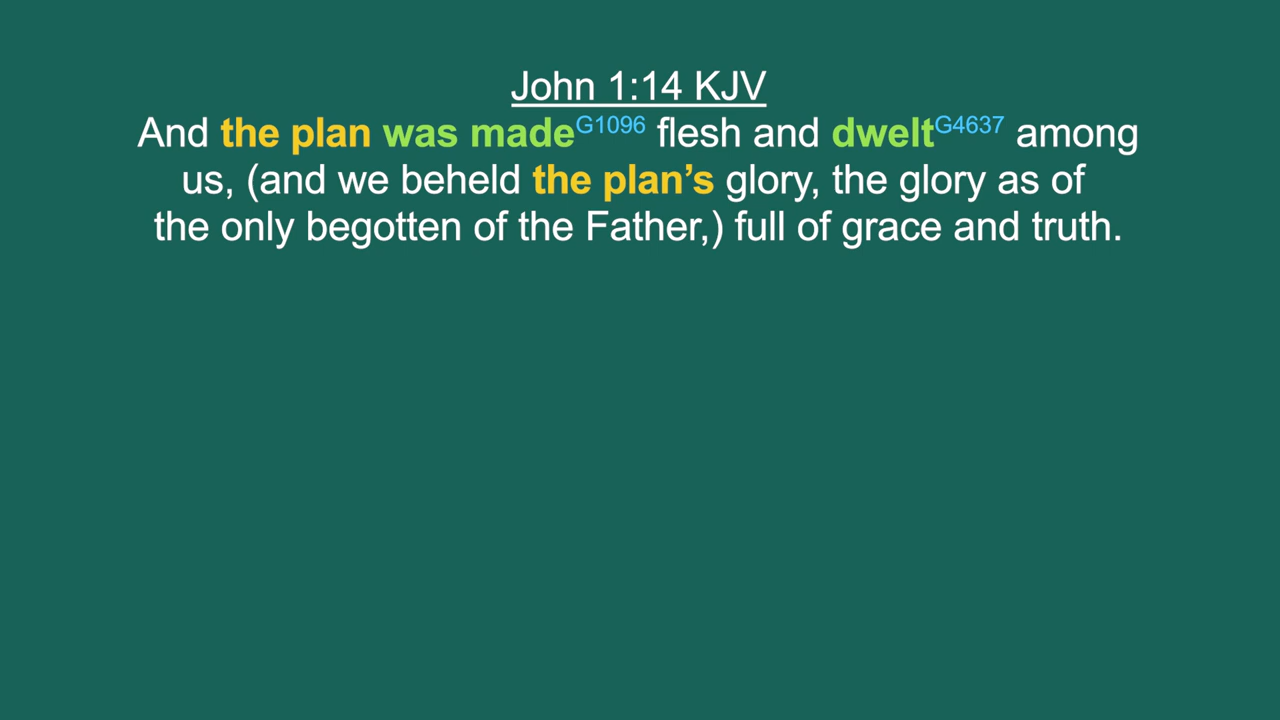 John 1:14 KJV
And the plan was madeG1096 flesh and dweltG4637 among
us, (and we beheld the plan’s glory, the glory as of
the only begotten of the Father,) full of grace and truth.